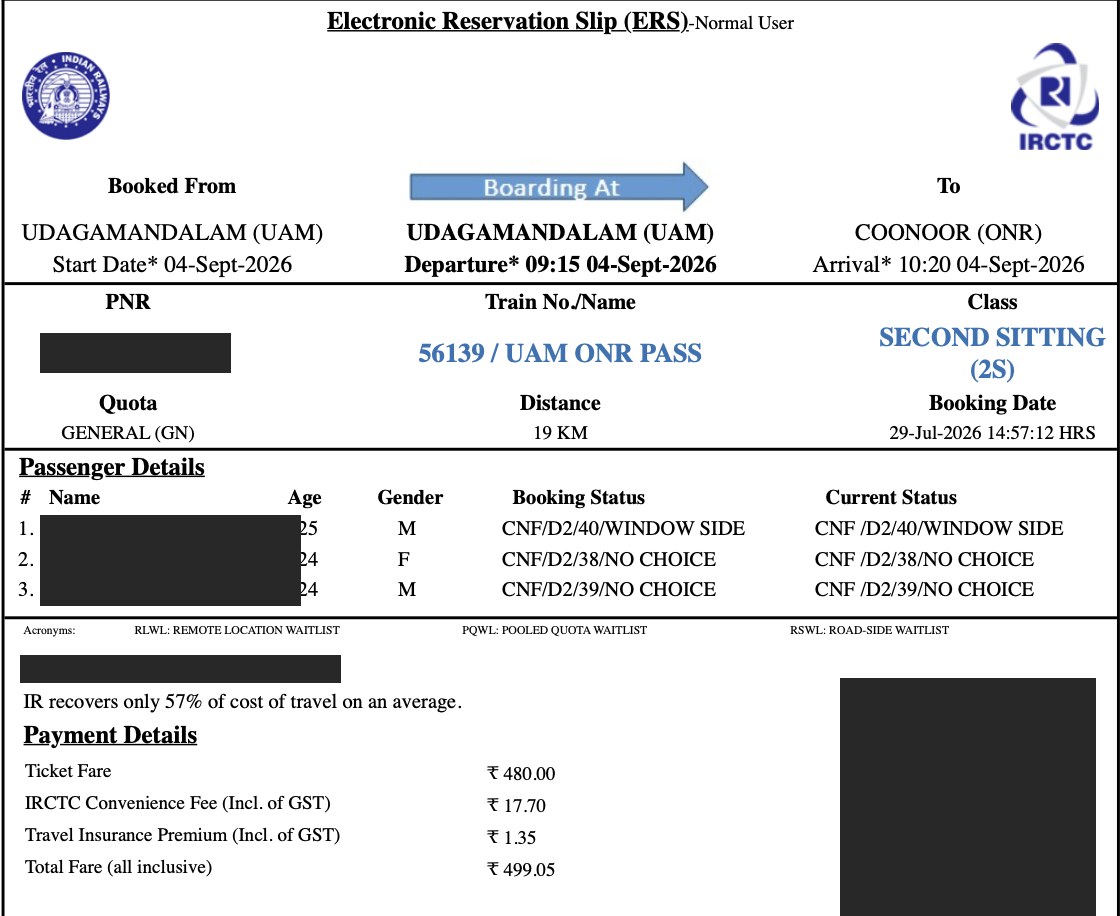 Electronic Reservation Slip (ERS)-Normal User
INDIAN RAILWAYS
भारतीय रेल
IRCTC
Booked From
Boarding At
To
UDAGAMANDALAM (UAM)
UDAGAMANDALAM (UAM)
COONOOR (ONR)
Start Date* 04-Sept-2026
Departure* 09:15 04-Sept-2026
Arrival* 10:20 04-Sept-2026
PNR
Train No./Name
Class
56139 / UAM ONR PASS
SECOND SITTING
(2S)
Quota
Distance
Booking Date
GENERAL (GN)
19 KM
29-Jul-2026 14:57:12 HRS
Passenger Details
# Name Age Gender Booking Status Current Status
1. 25 M CNF/D2/40/WINDOW SIDE CNF /D2/40/WINDOW SIDE
2. 24 F CNF/D2/38/NO CHOICE CNF /D2/38/NO CHOICE
3. 24 M CNF/D2/39/NO CHOICE CNF /D2/39/NO CHOICE
Acronyms: RLWL: REMOTE LOCATION WAITLIST PQWL: POOLED QUOTA WAITLIST RSWL: ROAD-SIDE WAITLIST
IR recovers only 57% of cost of travel on an average.
Payment Details
Ticket Fare ₹ 480.00
IRCTC Convenience Fee (Incl. of GST) ₹ 17.70
Travel Insurance Premium (Incl. of GST) ₹ 1.35
Total Fare (all inclusive) ₹ 499.05